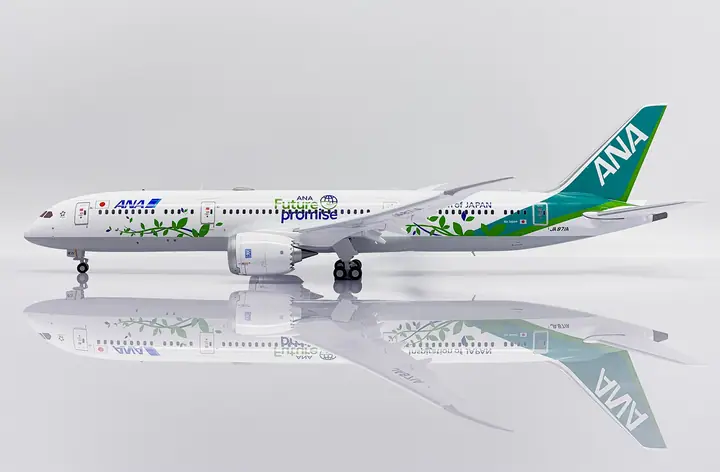 ANA
ANA
Future
promise
of JAPAN
JA871A
ANA